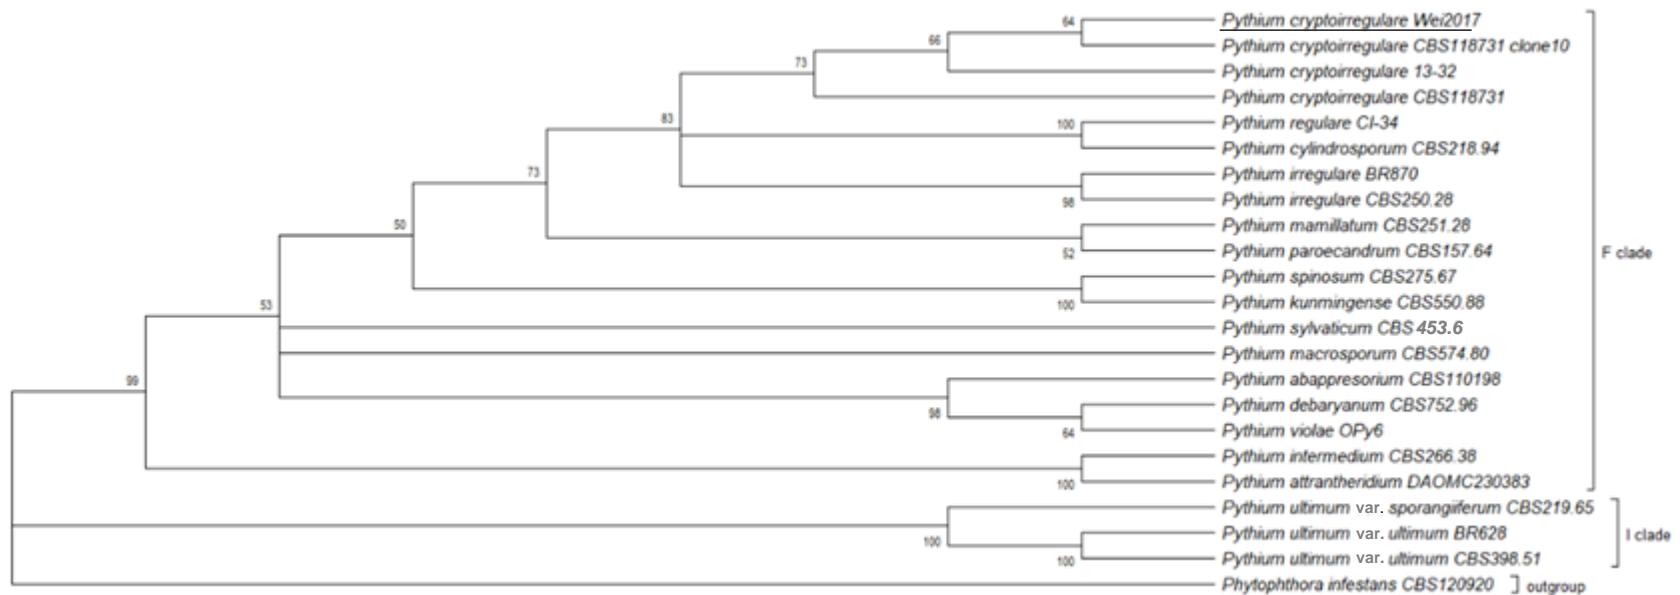 64
Pythium cryptoirregulare Wei2017
66
Pythium cryptoirregulare CBS118731 clone10
73
Pythium cryptoirregulare 13-32
Pythium cryptoirregulare CBS118731
83
100
Pythium regulare CI-34
Pythium cylindrosporum CBS218.94
73
Pythium irregulare BR870
98
Pythium irregulare CBS250.28
50
Pythium mamillatum CBS251.28
52
Pythium paroecandrum CBS157.64
F clade
Pythium spinosum CBS275.67
53
100
Pythium kunmingense CBS550.88
Pythium sylvaticum CBS 453.6
Pythium macrosporum CBS574.80
99
Pythium abappresorium CBS110198
98
Pythium debaryanum CBS752.96
64
Pythium violae OPy6
Pythium intermedium CBS266.38
100
Pythium attrantheridium DAOMC230383
Pythium ultimum var. sporangiiferum CBS219.65
100
Pythium ultimum var. ultimum BR628
I clade
100
Pythium ultimum var. ultimum CBS398.51
Phytophthora infestans CBS120920
outgroup